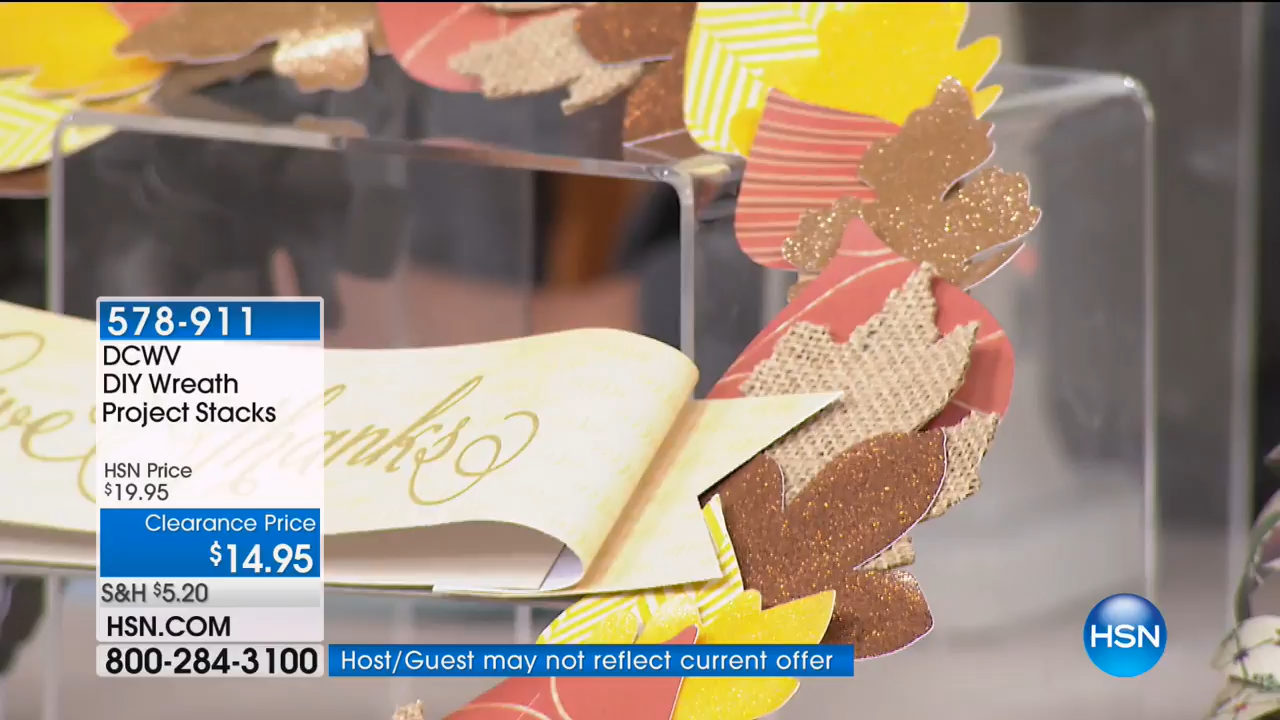 578-911
DCWV
DIY Wreath
Project Stacks
HSN Price
$19.95
Clearance Price
$14.95
S&H $5.20
HSN.COM
800-284-3100
Host/Guest may not reflect current offer
HSN
thanks